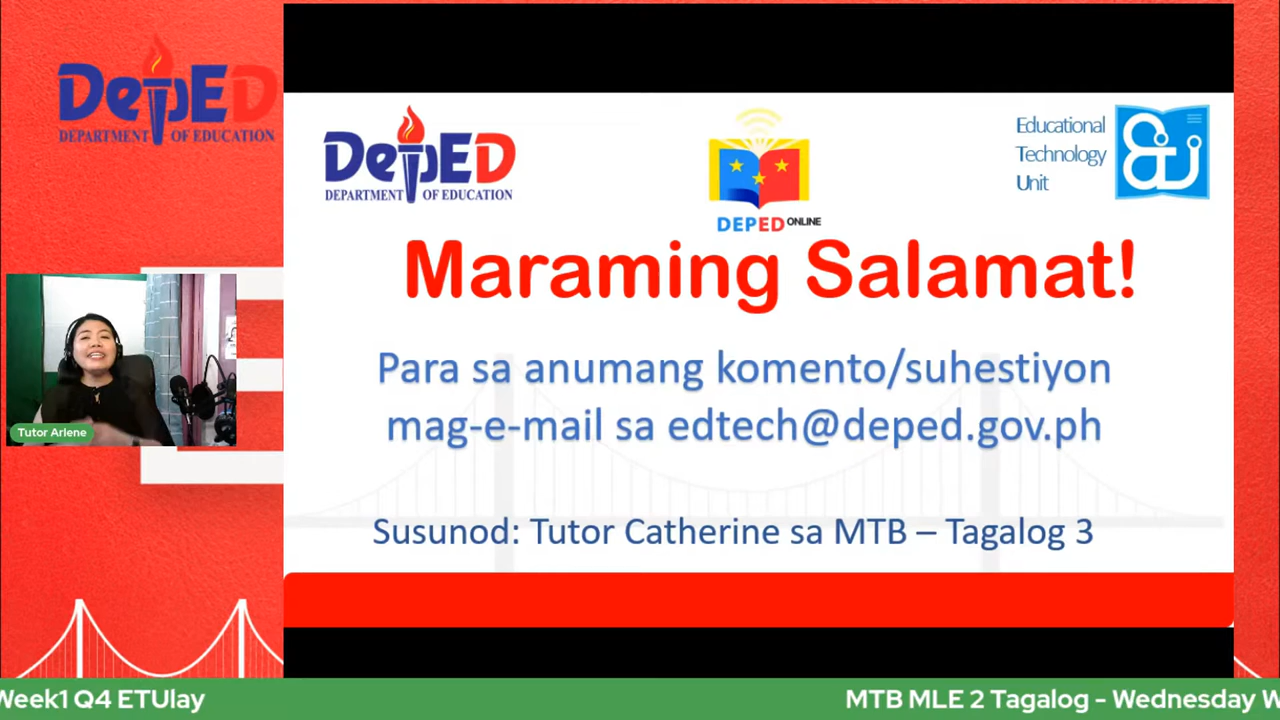 DepED
DEPARTMENT OF EDUCATION
DepED
DEPARTMENT OF EDUCATION
DEPED ONLINE
Educational
Technology
Unit
Maraming Salamat!
Para sa anumang komento/suhestiyon
mag-e-mail sa edtech@deped.gov.ph
Susunod: Tutor Catherine sa MTB – Tagalog 3
Tutor Arlene
Week1 Q4 ETUlay
MTB MLE 2 Tagalog - Wednesday W